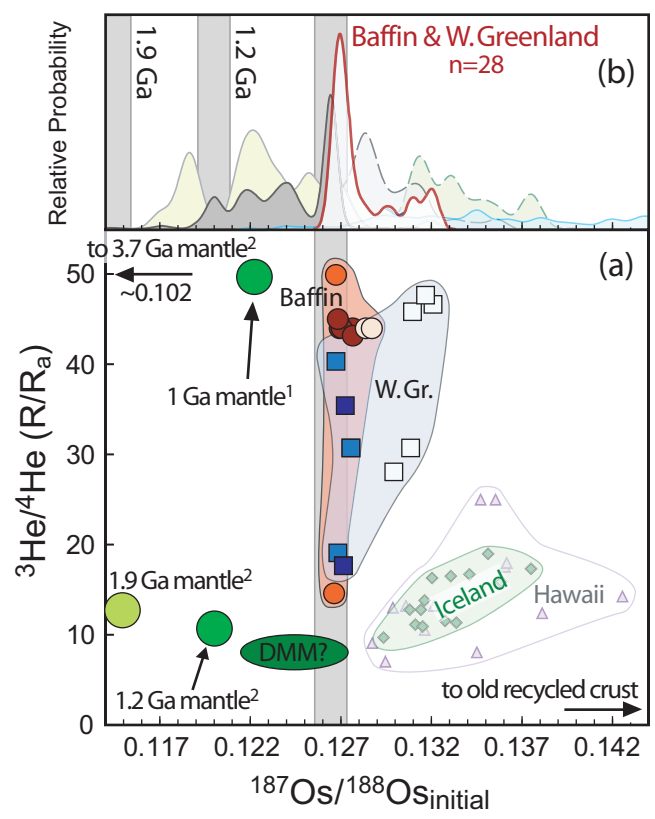 Relative Probability
1.9 Ga
1.2 Ga
Baffin & W. Greenland
n=28
(b)
(a)
to 3.7 Ga mantle²
~0.102
Baffin
1 Ga mantle¹
W.Gr.
1.9 Ga mantle²
1.2 Ga mantle²
DMM?
Iceland
Hawaii
to old recycled crust
³He/⁴He (R/Rₐ)
50
40
30
20
10
0
0.117 0.122 0.127 0.132 0.137 0.142
¹⁸⁷Os/¹⁸⁸Os initial